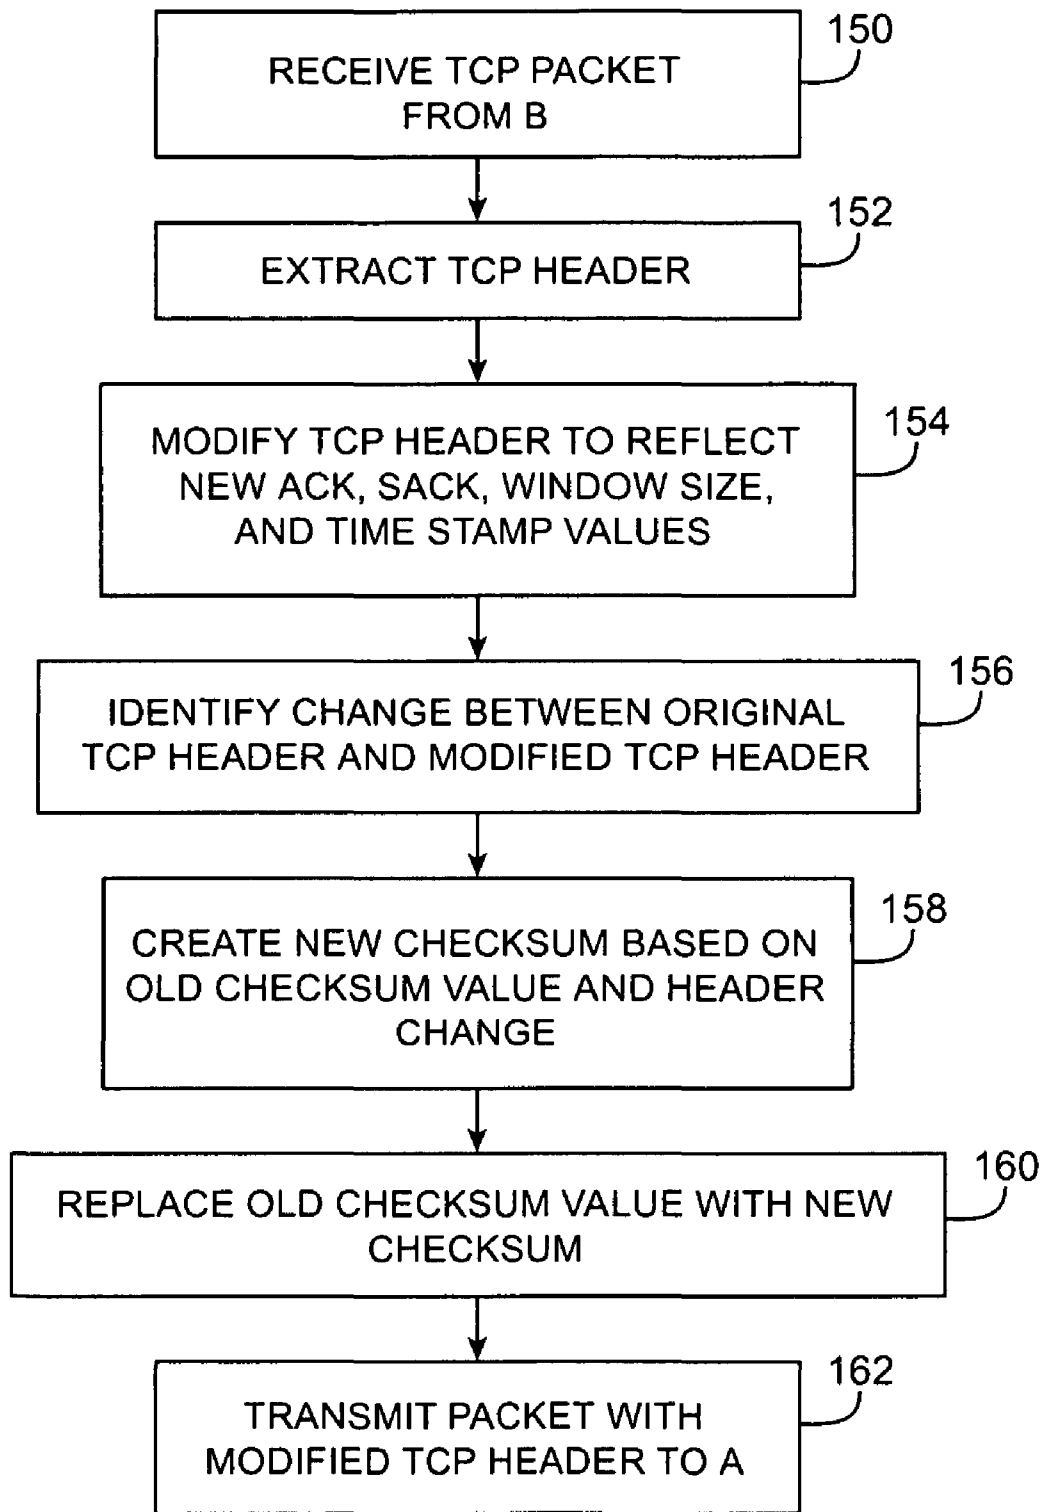 150
RECEIVE TCP PACKET
FROM B
152
EXTRACT TCP HEADER
154
MODIFY TCP HEADER TO REFLECT
NEW ACK, SACK, WINDOW SIZE,
AND TIME STAMP VALUES
156
IDENTIFY CHANGE BETWEEN ORIGINAL
TCP HEADER AND MODIFIED TCP HEADER
158
CREATE NEW CHECKSUM BASED ON
OLD CHECKSUM VALUE AND HEADER
CHANGE
160
REPLACE OLD CHECKSUM VALUE WITH NEW
CHECKSUM
162
TRANSMIT PACKET WITH
MODIFIED TCP HEADER TO A